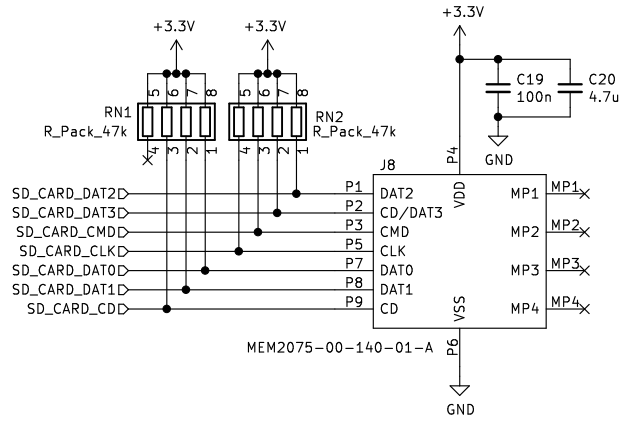 +3.3V
+3.3V
+3.3V
5 6 7 8
5 6 7 8
RN1
R_Pack_47k
RN2
R_Pack_47k
4 3 2 1
4 3 2 1
C19
100n
C20
4.7u
GND
J8
P4
VDD
SD_CARD_DAT2 P1 DAT2
MP1 MP1
SD_CARD_DAT3 P2 CD/DAT3
SD_CARD_CMD P3 CMD
MP2 MP2
SD_CARD_CLK P5 CLK
SD_CARD_DAT0 P7 DAT0
MP3 MP3
SD_CARD_DAT1 P8 DAT1
SD_CARD_CD P9 CD
MP4 MP4
VSS
P6
MEM2075-00-140-01-A
GND